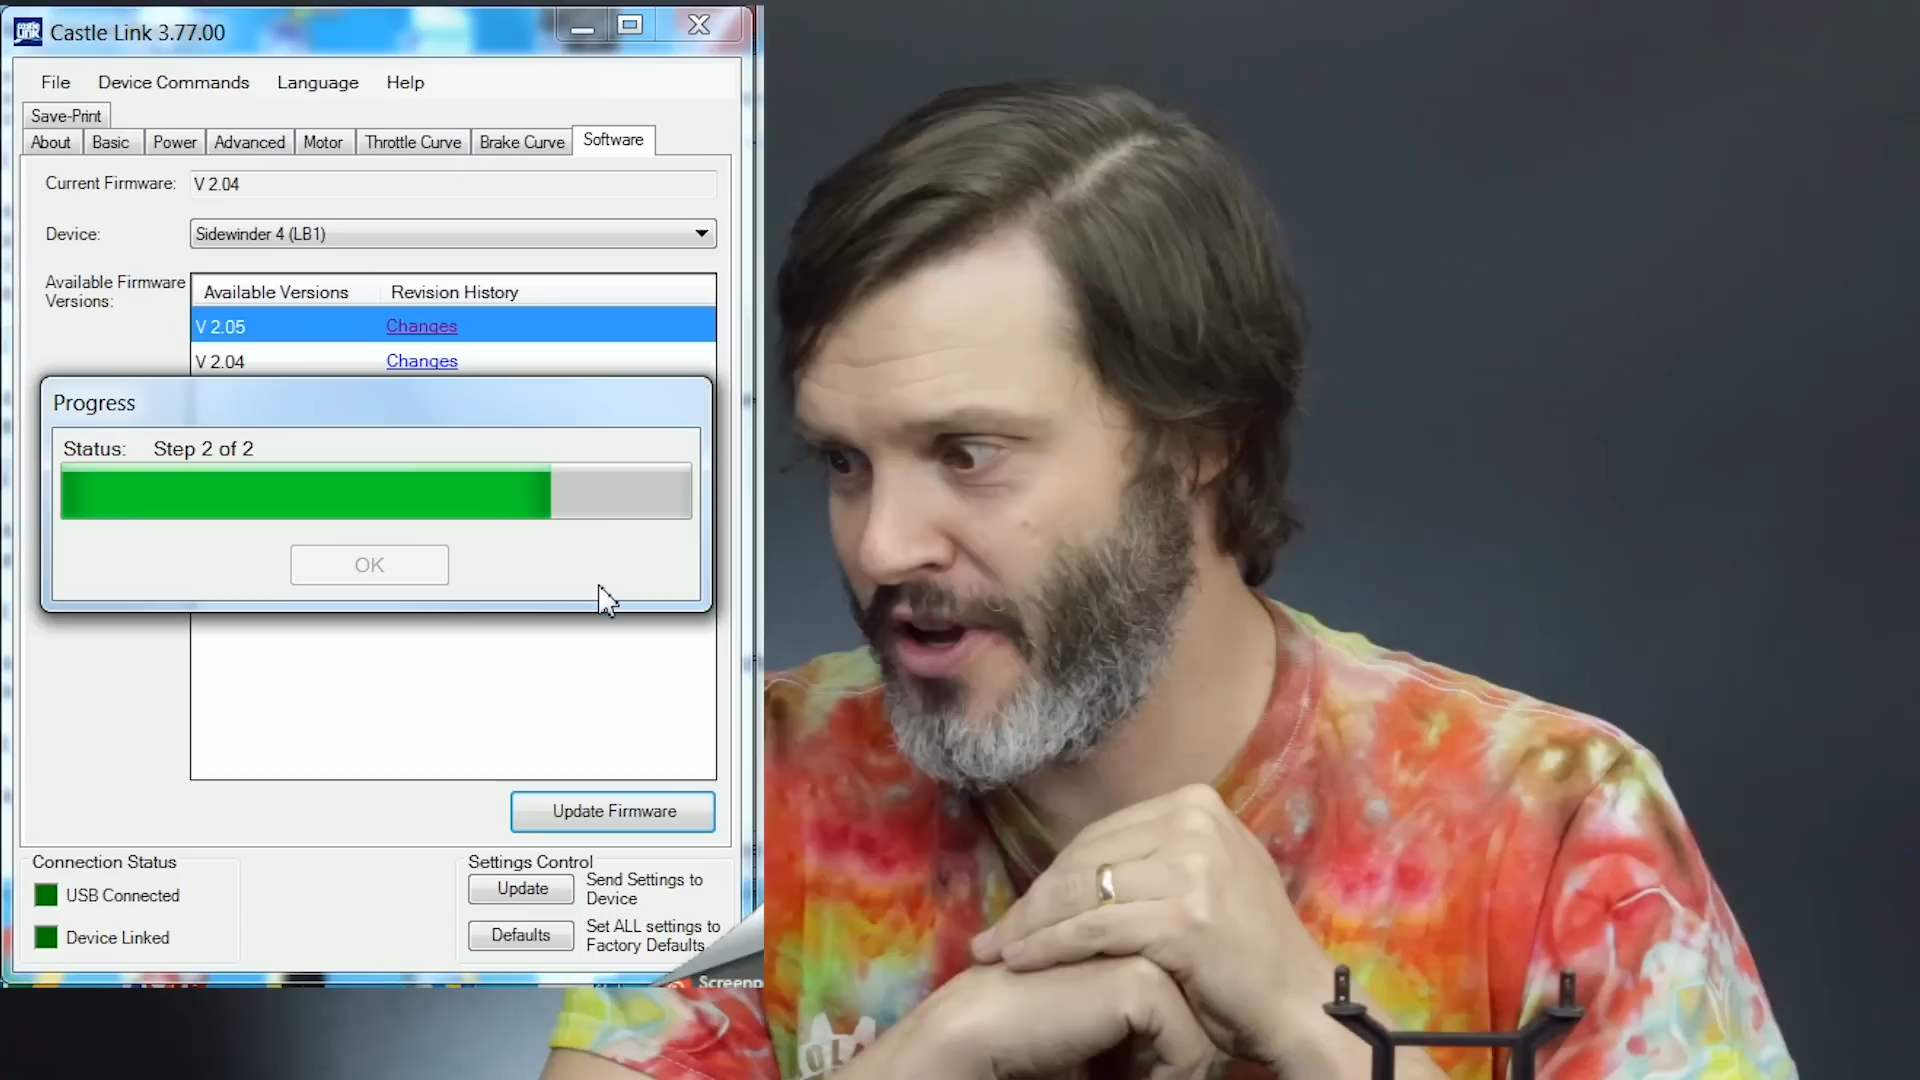 Castle Link 3.77.00
File Device Commands Language Help
Save-Print
About Basic Power Advanced Motor Throttle Curve Brake Curve Software
Current Firmware: V 2.04
Device: Sidewinder 4 (LB1)
Available Firmware
Versions:
Available Versions Revision History
V 2.05 Changes
V 2.04 Changes
Progress
Status: Step 2 of 2
OK
Update Firmware
Connection Status
USB Connected
Device Linked
Settings Control
Update Send Settings to
Device
Defaults Set ALL settings to
Factory Defaults